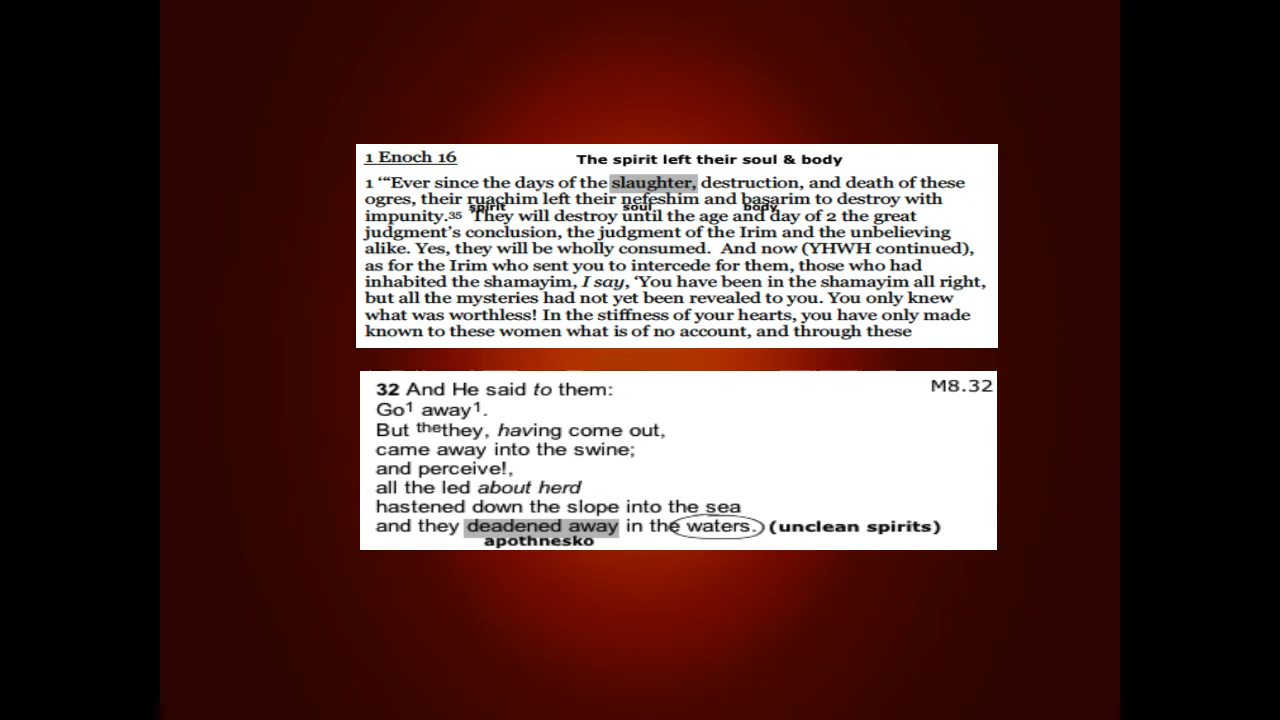 1 Enoch 16 The spirit left their soul & body
1 “‘Ever since the days of the slaughter, destruction, and death of these
ogres, their ruachim left their nefeshim and basarim to destroy with
spirit soul body
impunity.³⁵ They will destroy until the age and day of 2 the great
judgment’s conclusion, the judgment of the Irim and the unbelieving
alike. Yes, they will be wholly consumed. And now (YHWH continued),
as for the Irim who sent you to intercede for them, those who had
inhabited the shamayim, I say, ‘You have been in the shamayim all right,
but all the mysteries had not yet been revealed to you. You only knew
what was worthless! In the stiffness of your hearts, you have only made
known to these women what is of no account, and through these
32 And He said to them: M8.32
Go¹ away¹.
But thethey, having come out,
came away into the swine;
and perceive!,
all the led about herd
hastened down the slope into the sea
and they deadened away in the waters. (unclean spirits)
apothnesko